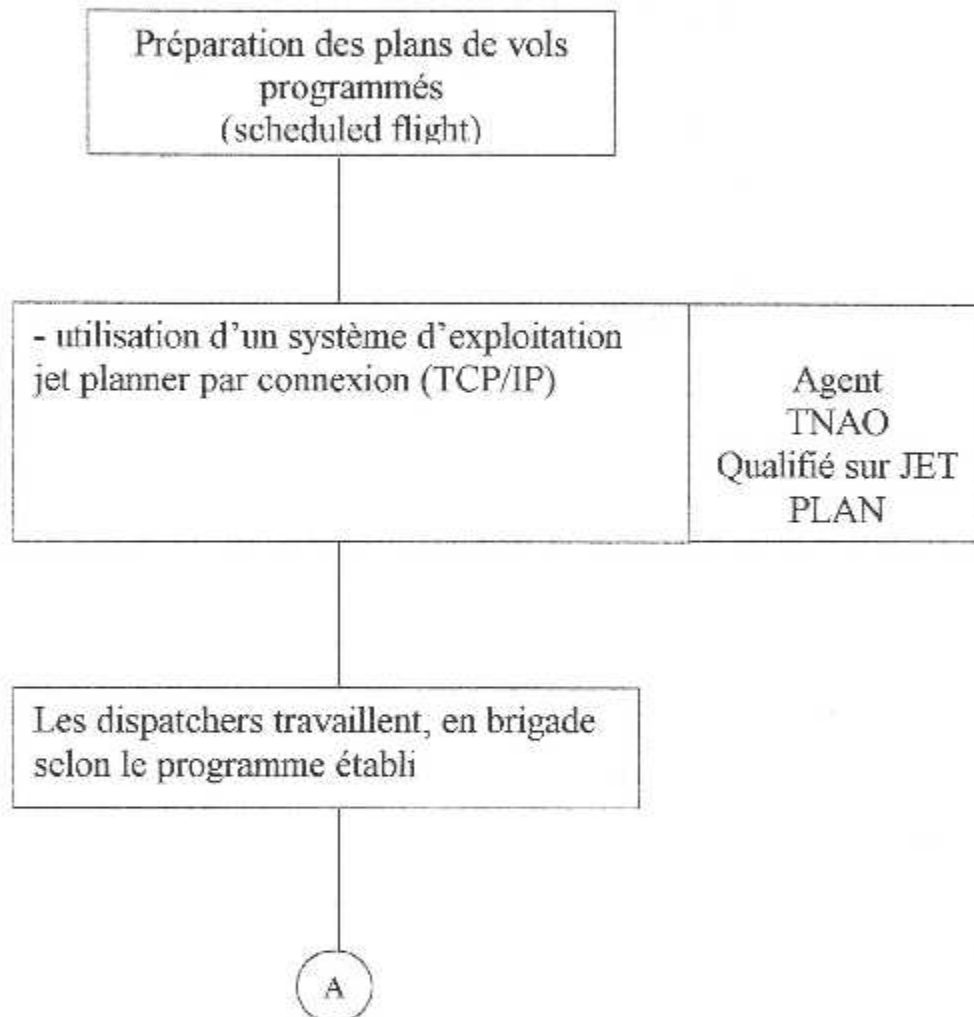 Préparation des plans de vols
programmés
(scheduled flight)
- utilisation d'un système d'exploitation
jet planner par connexion (TCP/IP)
Agent
TNAO
Qualifié sur JET
PLAN
Les dispatchers travaillent, en brigade
selon le programme établi
A